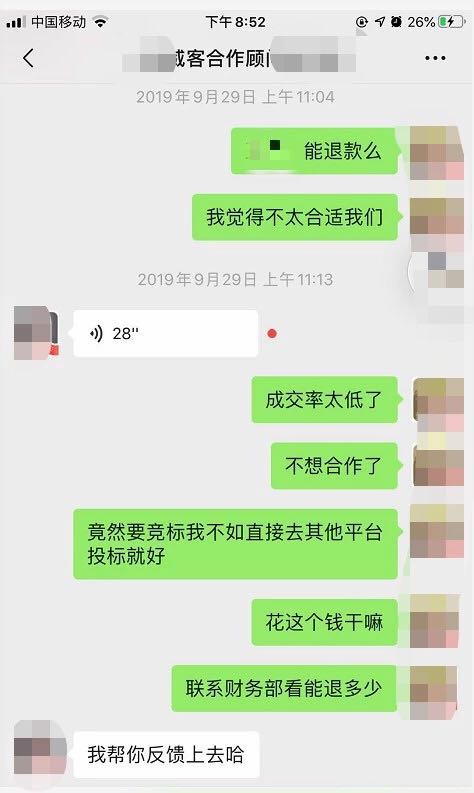 中国移动
下午 8:52
26%
威客合作顾问
2019年9月29日 上午11:04
能退款么
我觉得不太合适我们
2019年9月29日 上午11:13
28''
成交率太低了
不想合作了
竟然要竞标我不如直接去其他平台
投标就好
花这个钱干嘛
联系财务部看能退多少
我帮你反馈上去哈